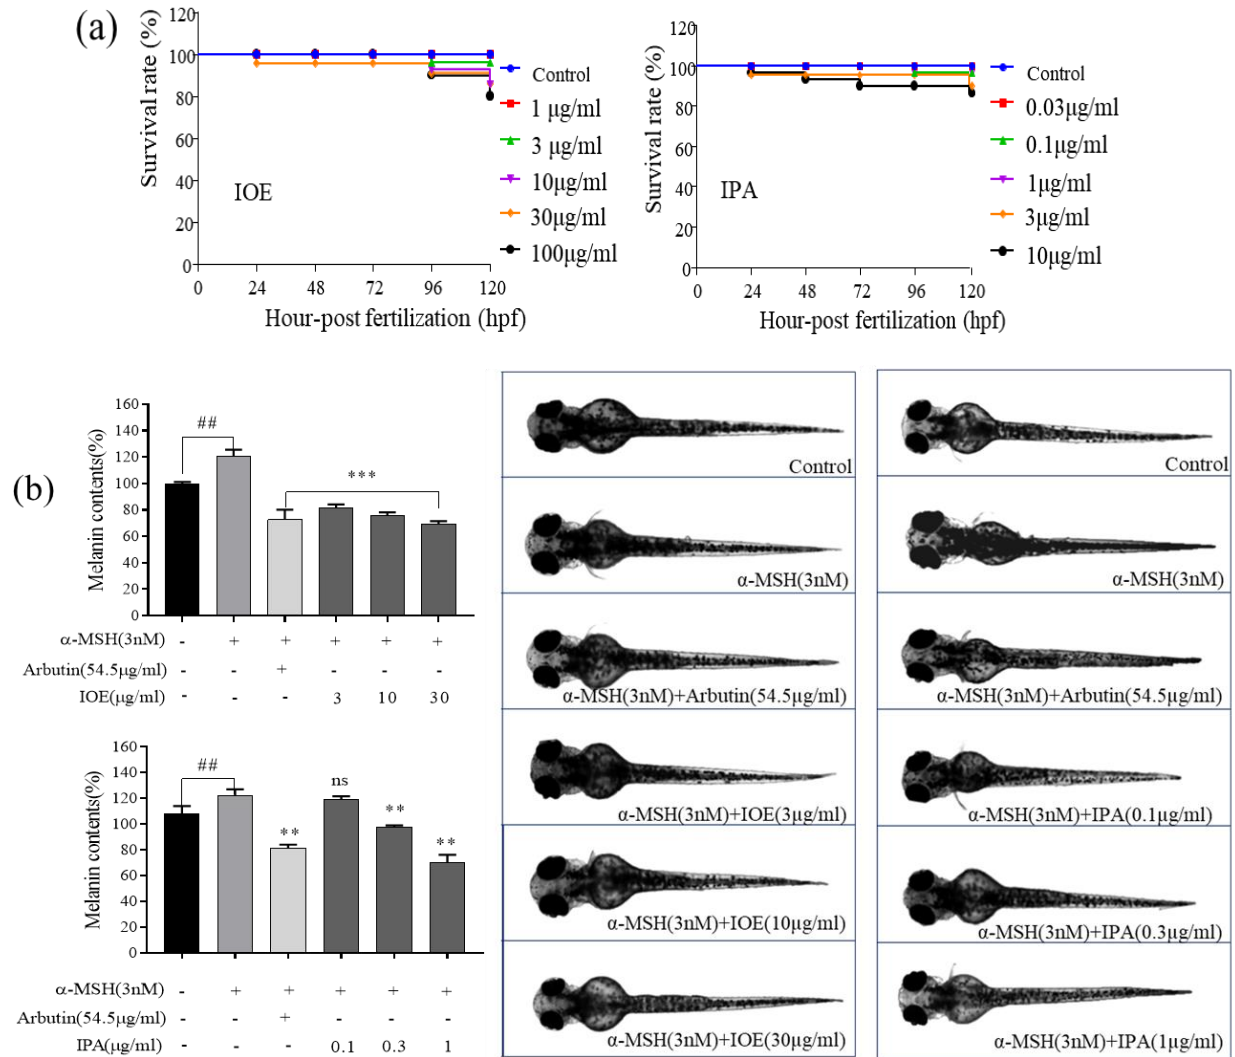 (a)
Survival rate (%)
120
100
80
60
40
20
0
0 24 48 72 96 120
Hour-post fertilization (hpf)
IOE
Control
1 μg/ml
3 μg/ml
10μg/ml
30μg/ml
100μg/ml
Survival rate (%)
120
100
80
60
40
20
0
0 24 48 72 96 120
Hour-post fertilization (hpf)
IPA
Control
0.03μg/ml
0.1μg/ml
1μg/ml
3μg/ml
10μg/ml
(b)
Melanin contents(%)
160
140
120
100
80
60
40
20
0
##
***
α-MSH(3nM) - + + + + +
Arbutin(54.5μg/ml) - - + - - -
IOE(μg/ml) - - - 3 10 30
Melanin contents(%)
160
140
120
100
80
60
40
20
0
##
**
ns
**
**
α-MSH(3nM) - + + + + +
Arbutin(54.5μg/ml) - - + - - -
IPA(μg/ml) - - - 0.1 0.3 1
Control
α-MSH(3nM)
α-MSH(3nM)+Arbutin(54.5μg/ml)
α-MSH(3nM)+IOE(3μg/ml)
α-MSH(3nM)+IOE(10μg/ml)
α-MSH(3nM)+IOE(30μg/ml)
Control
α-MSH(3nM)
α-MSH(3nM)+Arbutin(54.5μg/ml)
α-MSH(3nM)+IPA(0.1μg/ml)
α-MSH(3nM)+IPA(0.3μg/ml)
α-MSH(3nM)+IPA(1μg/ml)